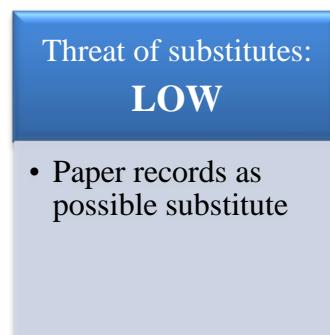 Threat of substitutes:
LOW
• Paper records as
possible substitute